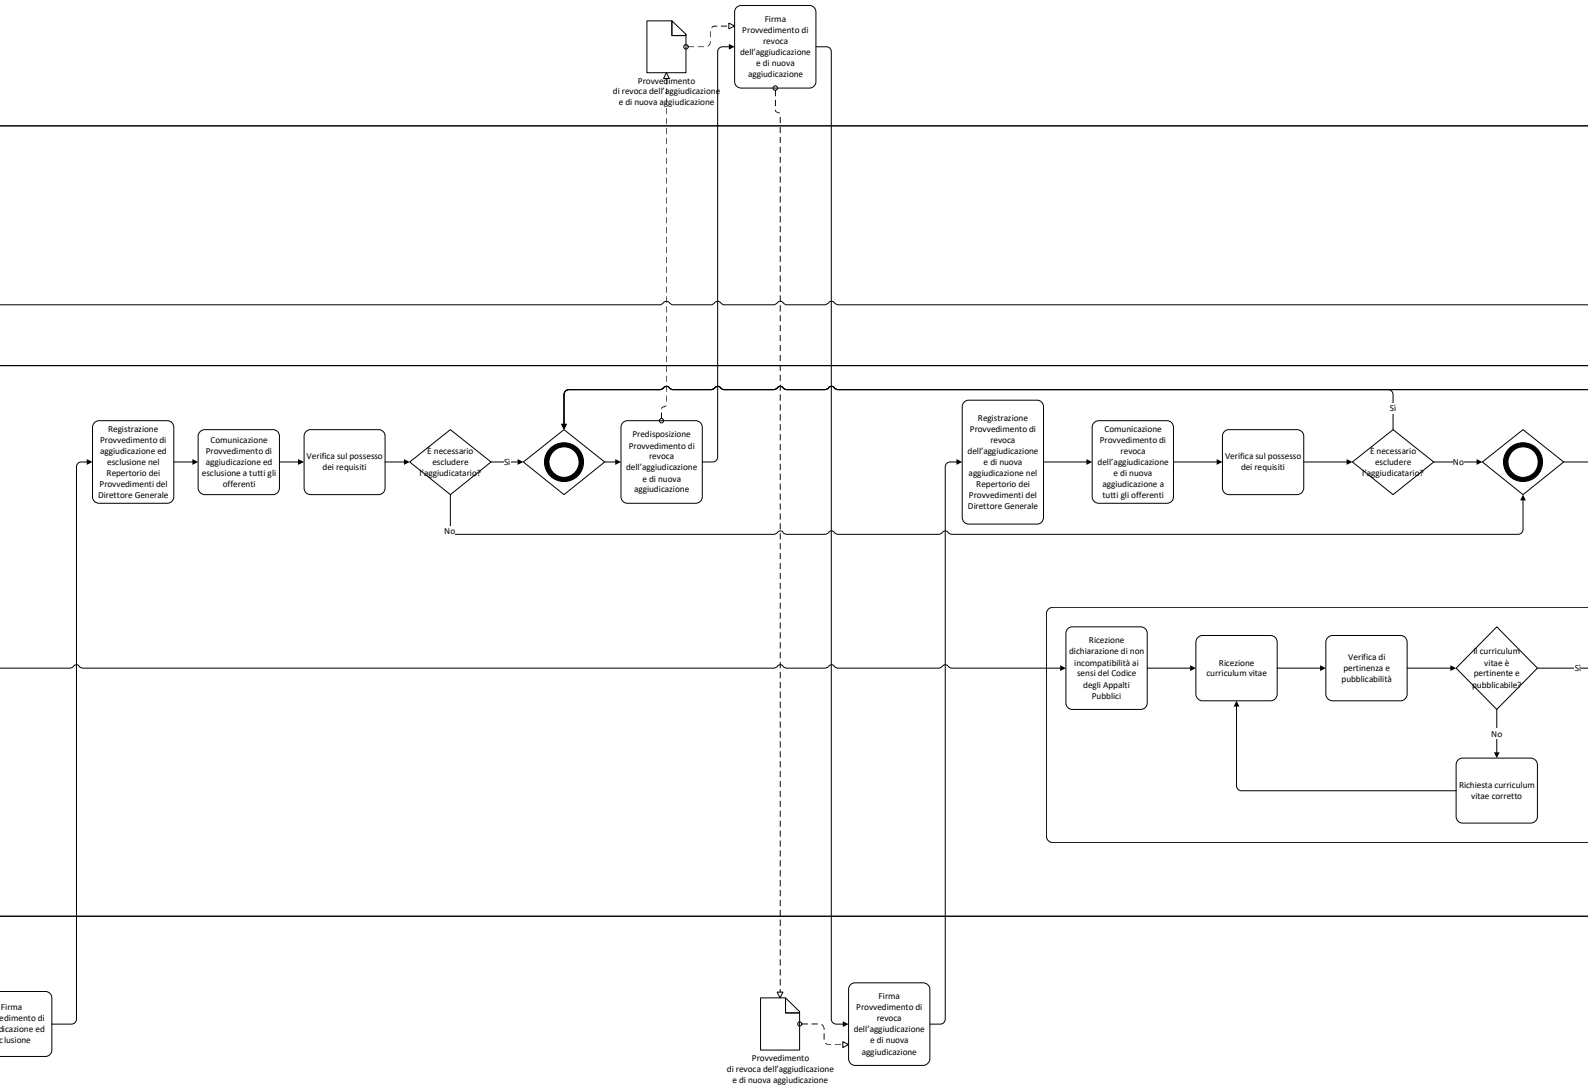 Firma
Provvedimento di
revoca
dell'aggiudicazione
e di nuova
aggiudicazione
Provvedimento
di revoca dell'aggiudicazione
e di nuova aggiudicazione
Registrazione
Provvedimento di
aggiudicazione ed
esclusione nel
Repertorio dei
Provvedimenti del
Direttore Generale
Comunicazione
Provvedimento di
aggiudicazione ed
esclusione a tutti gli
offerenti
Verifica sul possesso
dei requisiti
È necessario
escludere
l'aggiudicatario?
Sì
No
Predisposizione
Provvedimento di
revoca
dell'aggiudicazione
e di nuova
aggiudicazione
Registrazione
Provvedimento di
revoca
dell'aggiudicazione
e di nuova
aggiudicazione nel
Repertorio dei
Provvedimenti del
Direttore Generale
Comunicazione
Provvedimento di
revoca
dell'aggiudicazione
e di nuova
aggiudicazione a
tutti gli offerenti
Verifica sul possesso
dei requisiti
Sì
È necessario
escludere
l'aggiudicatario?
No
Ricezione
dichiarazione di non
incompatibilità ai
sensi del Codice
degli Appalti
Pubblici
Ricezione
curriculum vitae
Verifica di
pertinenza e
pubblicabilità
Il curriculum
vitae è
pertinente e
pubblicabile?
Sì
No
Richiesta curriculum
vitae corretto
Firma
edimento di
dicazione ed
clusione
Provvedimento
di revoca dell'aggiudicazione
e di nuova aggiudicazione
Firma
Provvedimento di
revoca
dell'aggiudicazione
e di nuova
aggiudicazione